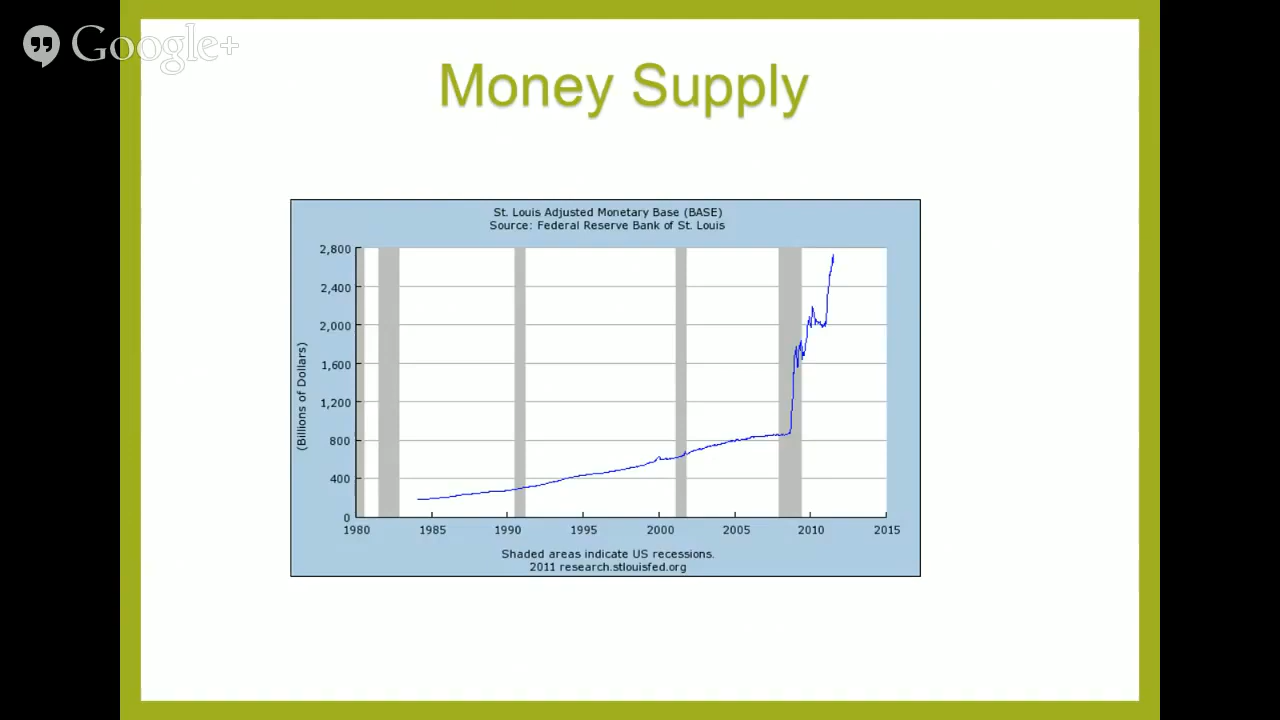 Google+
Money Supply
St. Louis Adjusted Monetary Base (BASE)
Source: Federal Reserve Bank of St. Louis
(Billions of Dollars)
2,800
2,400
2,000
1,600
1,200
800
400
0
1980 1985 1990 1995 2000 2005 2010 2015
Shaded areas indicate US recessions.
2011 research.stlouisfed.org